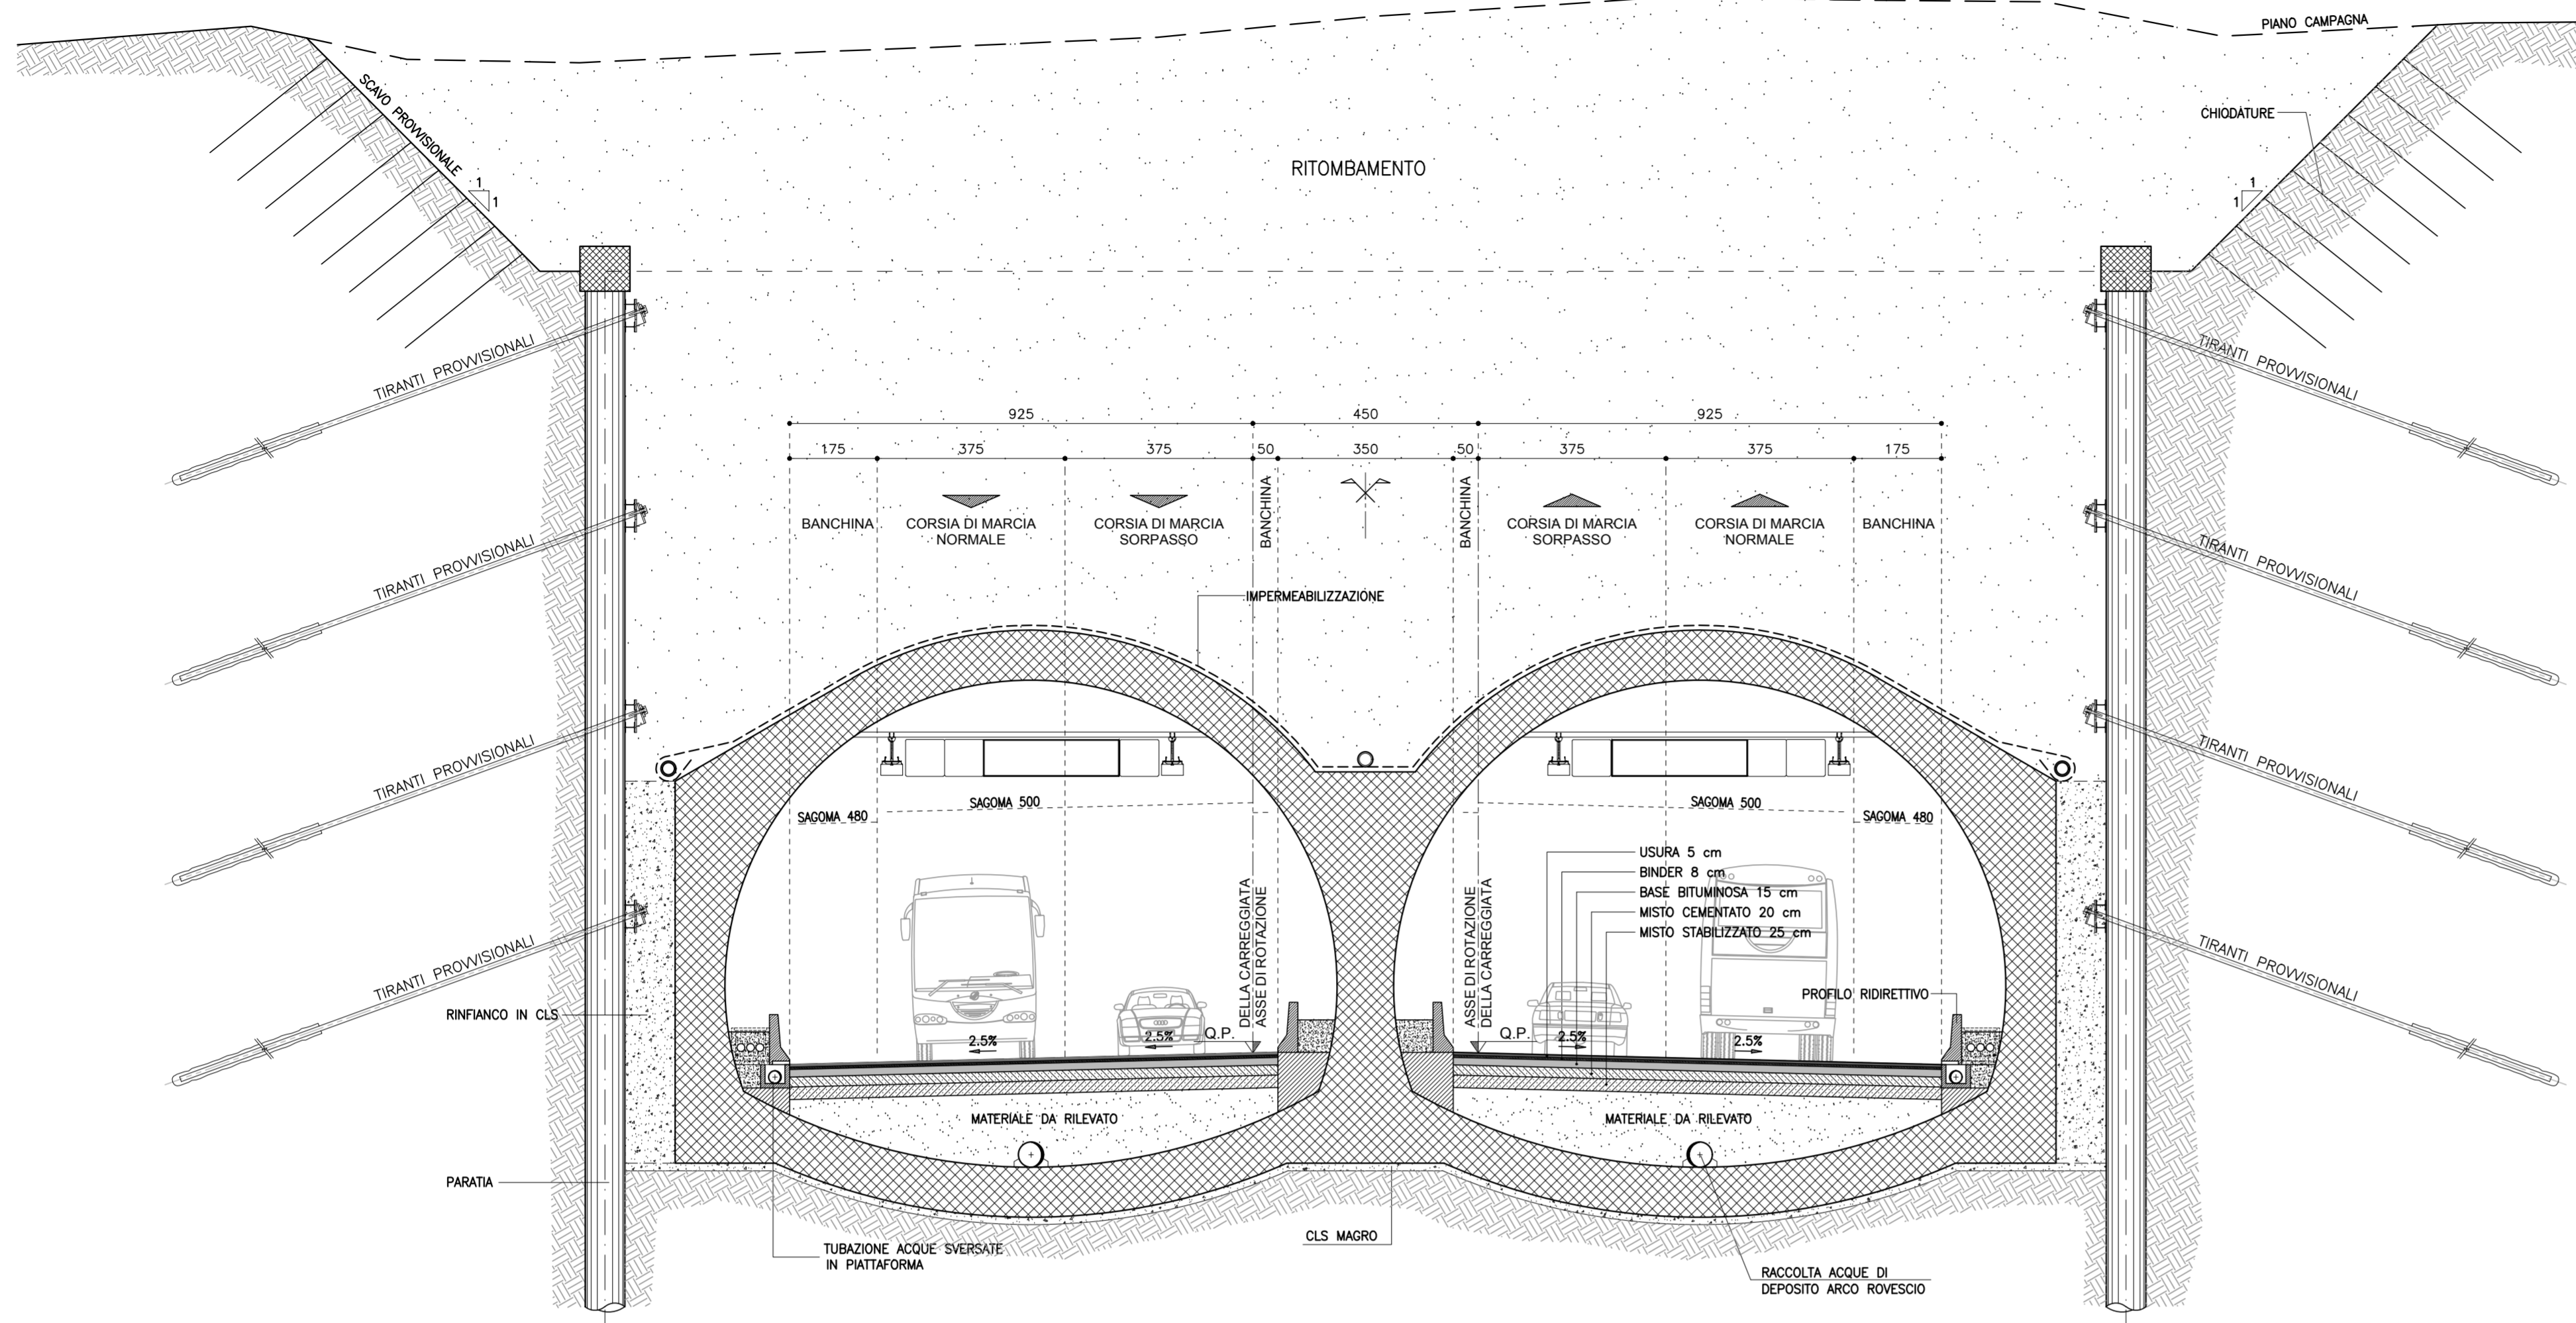 PIANO CAMPAGNA
SCAVO PROVVISIONALE
CHIODATURE
RITOMBAMENTO
1
1
1
1
TIRANTI PROVVISIONALI
TIRANTI PROVVISIONALI
925
450
925
175
375
375
50
350
50
375
375
175
BANCHINA
CORSIA DI MARCIA
NORMALE
CORSIA DI MARCIA
SORPASSO
BANCHINA
BANCHINA
CORSIA DI MARCIA
SORPASSO
CORSIA DI MARCIA
NORMALE
BANCHINA
TIRANTI PROVVISIONALI
TIRANTI PROVVISIONALI
IMPERMEABILIZZAZIONE
TIRANTI PROVVISIONALI
TIRANTI PROVVISIONALI
SAGOMA 500
SAGOMA 480
SAGOMA 500
SAGOMA 480
USURA 5 cm
BINDER 8 cm
BASE BITUMINOSA 15 cm
MISTO CEMENTATO 20 cm
MISTO STABILIZZATO 25 cm
DELLA CARREGGIATA
ASSE DI ROTAZIONE
ASSE DI ROTAZIONE
DELLA CARREGGIATA
TIRANTI PROVVISIONALI
TIRANTI PROVVISIONALI
PROFILO RIDIRETTIVO
RINFIANCO IN CLS
2.5%
2.5%
Q.P.
Q.P.
2.5%
2.5%
MATERIALE DA RILEVATO
MATERIALE DA RILEVATO
PARATIA
CLS MAGRO
TUBAZIONE ACQUE SVERSATE
IN PIATTAFORMA
RACCOLTA ACQUE DI
DEPOSITO ARCO ROVESCIO